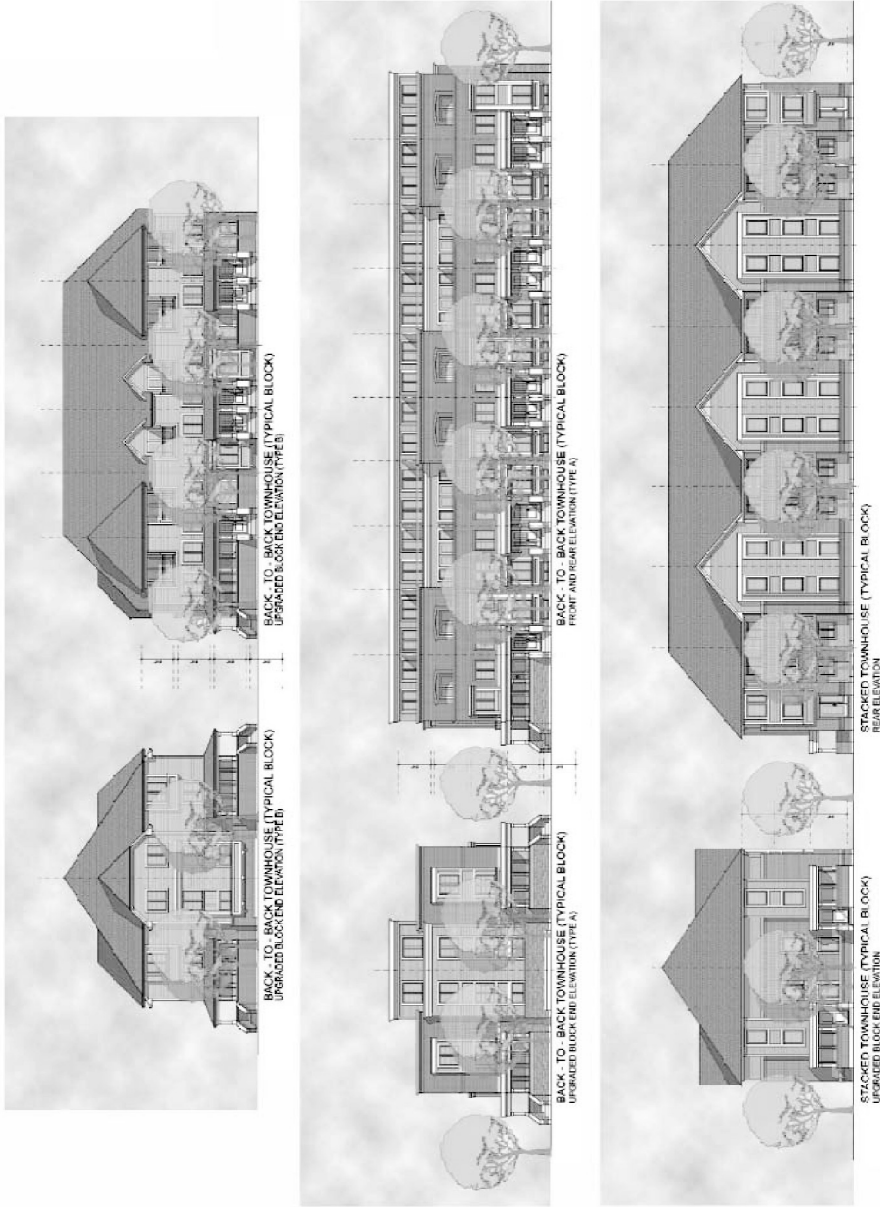 BACK - TO - BACK TOWNHOUSE (TYPICAL BLOCK)
UPGRADED BLOCK END ELEVATION (TYPE B)
BACK - TO - BACK TOWNHOUSE (TYPICAL BLOCK)
UPGRADED BLOCK END ELEVATION (TYPE B)
BACK - TO - BACK TOWNHOUSE (TYPICAL BLOCK)
UPGRADED BLOCK END ELEVATION (TYPE A)
BACK - TO - BACK TOWNHOUSE (TYPICAL BLOCK)
FRONT AND REAR ELEVATION (TYPE A)
STACKED TOWNHOUSE (TYPICAL BLOCK)
UPGRADED BLOCK END ELEVATION
STACKED TOWNHOUSE (TYPICAL BLOCK)
REAR ELEVATION